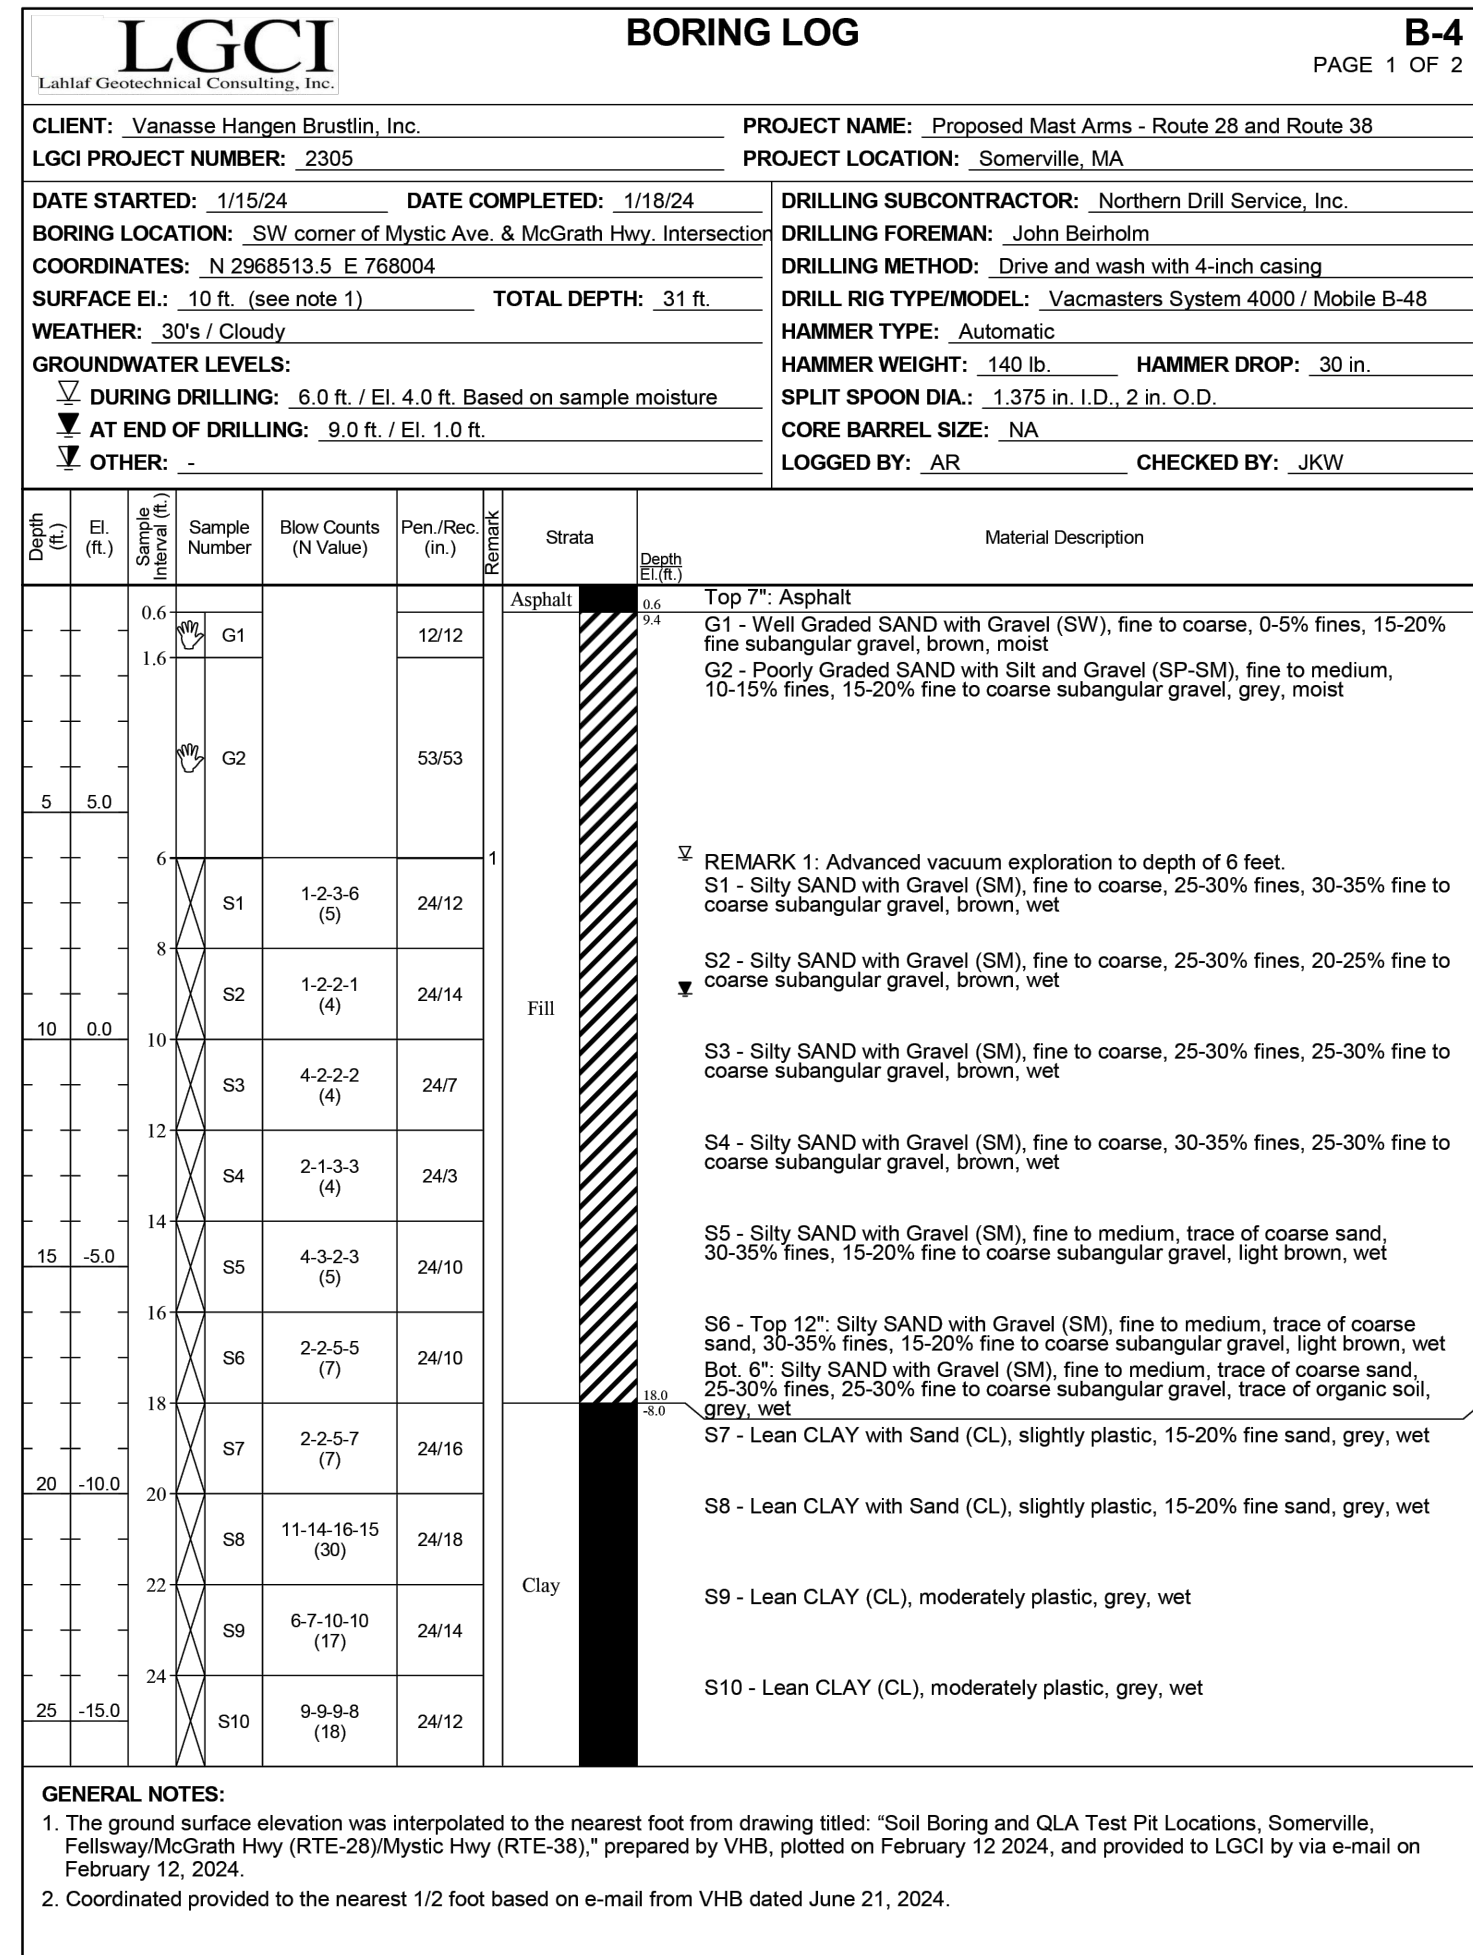 LGCI
Lahlaf Geotechnical Consulting, Inc.
BORING LOG
B-4
PAGE 1 OF 2
CLIENT: Vanasse Hangen Brustlin, Inc.
PROJECT NAME: Proposed Mast Arms - Route 28 and Route 38
LGCI PROJECT NUMBER: 2305
PROJECT LOCATION: Somerville, MA
DATE STARTED: 1/15/24 DATE COMPLETED: 1/18/24
BORING LOCATION: SW corner of Mystic Ave. & McGrath Hwy. Intersection
COORDINATES: N 2968513.5 E 768004
SURFACE El.: 10 ft. (see note 1) TOTAL DEPTH: 31 ft.
WEATHER: 30's / Cloudy
GROUNDWATER LEVELS:
DURING DRILLING: 6.0 ft. / El. 4.0 ft. Based on sample moisture
AT END OF DRILLING: 9.0 ft. / El. 1.0 ft.
OTHER: -
DRILLING SUBCONTRACTOR: Northern Drill Service, Inc.
DRILLING FOREMAN: John Beirholm
DRILLING METHOD: Drive and wash with 4-inch casing
DRILL RIG TYPE/MODEL: Vacmasters System 4000 / Mobile B-48
HAMMER TYPE: Automatic
HAMMER WEIGHT: 140 lb. HAMMER DROP: 30 in.
SPLIT SPOON DIA.: 1.375 in. I.D., 2 in. O.D.
CORE BARREL SIZE: NA
LOGGED BY: AR CHECKED BY: JKW
Depth
(ft.)
El.
(ft.)
Sample
Interval (ft.)
Sample
Number
Blow Counts
(N Value)
Pen./Rec.
(in.)
Remark
Strata
Depth
El.(ft.)
Material Description
Asphalt
0.6
9.4
Top 7": Asphalt
0.6
G1
12/12
G1 - Well Graded SAND with Gravel (SW), fine to coarse, 0-5% fines, 15-20%
fine subangular gravel, brown, moist
1.6
G2
53/53
G2 - Poorly Graded SAND with Silt and Gravel (SP-SM), fine to medium,
10-15% fines, 15-20% fine to coarse subangular gravel, grey, moist
5 5.0
6
1
REMARK 1: Advanced vacuum exploration to depth of 6 feet.
S1
1-2-3-6
(5)
24/12
S1 - Silty SAND with Gravel (SM), fine to coarse, 25-30% fines, 30-35% fine to
coarse subangular gravel, brown, wet
8
S2
1-2-2-1
(4)
24/14
S2 - Silty SAND with Gravel (SM), fine to coarse, 25-30% fines, 20-25% fine to
coarse subangular gravel, brown, wet
Fill
10 0.0
10
S3
4-2-2-2
(4)
24/7
S3 - Silty SAND with Gravel (SM), fine to coarse, 25-30% fines, 25-30% fine to
coarse subangular gravel, brown, wet
12
S4
2-1-3-3
(4)
24/3
S4 - Silty SAND with Gravel (SM), fine to coarse, 30-35% fines, 25-30% fine to
coarse subangular gravel, brown, wet
14
15 -5.0
S5
4-3-2-3
(5)
24/10
S5 - Silty SAND with Gravel (SM), fine to medium, trace of coarse sand,
30-35% fines, 15-20% fine to coarse subangular gravel, light brown, wet
16
S6
2-2-5-5
(7)
24/10
S6 - Top 12": Silty SAND with Gravel (SM), fine to medium, trace of coarse
sand, 30-35% fines, 15-20% fine to coarse subangular gravel, light brown, wet
Bot. 6": Silty SAND with Gravel (SM), fine to medium, trace of coarse sand,
25-30% fines, 25-30% fine to coarse subangular gravel, trace of organic soil,
grey, wet
18.0
-8.0
18
S7
2-2-5-7
(7)
24/16
S7 - Lean CLAY with Sand (CL), slightly plastic, 15-20% fine sand, grey, wet
20 -10.0
20
S8
11-14-16-15
(30)
24/18
S8 - Lean CLAY with Sand (CL), slightly plastic, 15-20% fine sand, grey, wet
22
Clay
S9
6-7-10-10
(17)
24/14
S9 - Lean CLAY (CL), moderately plastic, grey, wet
24
25 -15.0
S10
9-9-9-8
(18)
24/12
S10 - Lean CLAY (CL), moderately plastic, grey, wet
GENERAL NOTES:
1. The ground surface elevation was interpolated to the nearest foot from drawing titled: “Soil Boring and QLA Test Pit Locations, Somerville,
Fellsway/McGrath Hwy (RTE-28)/Mystic Hwy (RTE-38)," prepared by VHB, plotted on February 12 2024, and provided to LGCI by via e-mail on
February 12, 2024.
2. Coordinated provided to the nearest 1/2 foot based on e-mail from VHB dated June 21, 2024.